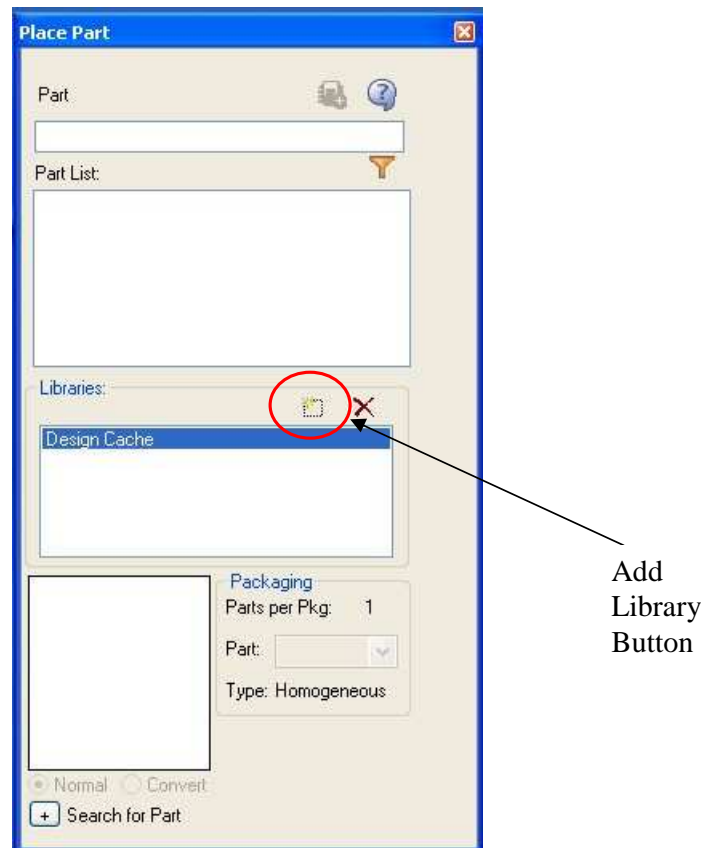 Place Part
Part
Part List:
Libraries:
Design Cache
Add
Library
Button
Packaging
Parts per Pkg: 1
Part:
Type: Homogeneous
Normal Convert
+ Search for Part